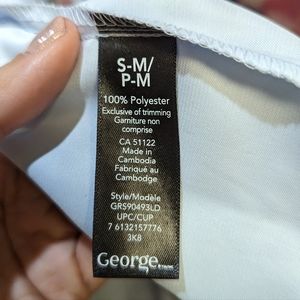 S-M/
P-M
100% Polyester
Exclusive of trimming
Garniture non
comprise
CA 51122
Made in
Cambodia
Fabriqué au
Cambodge
Style/Modèle
GRS90493LD
UPC/CUP
7 6132157776
3K8
George